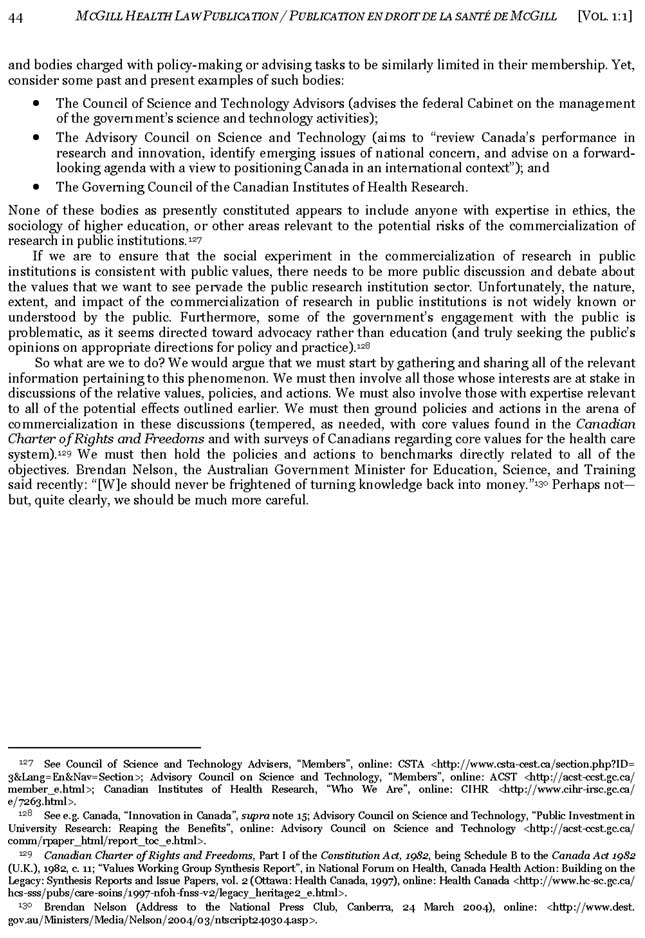 44 MCGILL HEALTH LAW PUBLICATION / PUBLICATION EN DROIT DE LA SANTÉ DE MCGILL [VOL. 1:1]
and bodies charged with policy-making or advising tasks to be similarly limited in their membership. Yet,
consider some past and present examples of such bodies:
• The Council of Science and Technology Advisors (advises the federal Cabinet on the management
of the government's science and technology activities);
• The Advisory Council on Science and Technology (aims to “review Canada's performance in
research and innovation, identify emerging issues of national concern, and advise on a forward-
looking agenda with a view to positioning Canada in an international context”); and
• The Governing Council of the Canadian Institutes of Health Research.
None of these bodies as presently constituted appears to include anyone with expertise in ethics, the
sociology of higher education, or other areas relevant to the potential risks of the commercialization of
research in public institutions.127
If we are to ensure that the social experiment in the commercialization of research in public
institutions is consistent with public values, there needs to be more public discussion and debate about
the values that we want to see pervade the public research institution sector. Unfortunately, the nature,
extent, and impact of the commercialization of research in public institutions is not widely known or
understood by the public. Furthermore, some of the government's engagement with the public is
problematic, as it seems directed toward advocacy rather than education (and truly seeking the public's
opinions on appropriate directions for policy and practice).128
So what are we to do? We would argue that we must start by gathering and sharing all of the relevant
information pertaining to this phenomenon. We must then involve all those whose interests are at stake in
discussions of the relative values, policies, and actions. We must also involve those with expertise relevant
to all of the potential effects outlined earlier. We must then ground policies and actions in the arena of
commercialization in these discussions (tempered, as needed, with core values found in the Canadian
Charter of Rights and Freedoms and with surveys of Canadians regarding core values for the health care
system).129 We must then hold the policies and actions to benchmarks directly related to all of the
objectives. Brendan Nelson, the Australian Government Minister for Education, Science, and Training
said recently: “[W]e should never be frightened of turning knowledge back into money.”130 Perhaps not—
but, quite clearly, we should be much more careful.
127 See Council of Science and Technology Advisers, “Members”, online: CSTA <http://www.csta-cest.ca/section.php?ID=
3&Lang=En&Nav=Section>; Advisory Council on Science and Technology, “Members”, online: ACST <http://acst-ccst.gc.ca/
member_e.html>; Canadian Institutes of Health Research, “Who We Are”, online: CIHR <http://www.cihr-irsc.gc.ca/
e/7263.html>.
128 See e.g. Canada, “Innovation in Canada”, supra note 15; Advisory Council on Science and Technology, “Public Investment in
University Research: Reaping the Benefits”, online: Advisory Council on Science and Technology <http://acst-ccst.gc.ca/
comm/rpaper_html/report_toc_e.html>.
129 Canadian Charter of Rights and Freedoms, Part I of the Constitution Act, 1982, being Schedule B to the Canada Act 1982
(U.K.), 1982, c. 11; “Values Working Group Synthesis Report”, in National Forum on Health, Canada Health Action: Building on the
Legacy: Synthesis Reports and Issue Papers, vol. 2 (Ottawa: Health Canada, 1997), online: Health Canada <http://www.hc-sc.gc.ca/
hcs-sss/pubs/care-soins/1997-nfoh-fnss-v2/legacy_heritage2_e.html>.
130 Brendan Nelson (Address to the National Press Club, Canberra, 24 March 2004), online: <http://www.dest.
gov.au/Ministers/Media/Nelson/2004/03/ntscript240304.asp>.